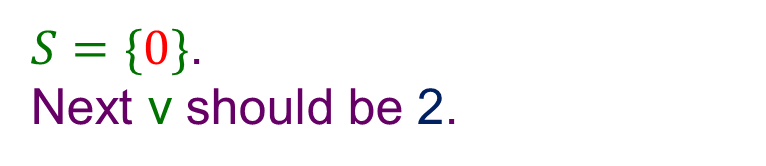 S = {0}.
Next v should be 2.